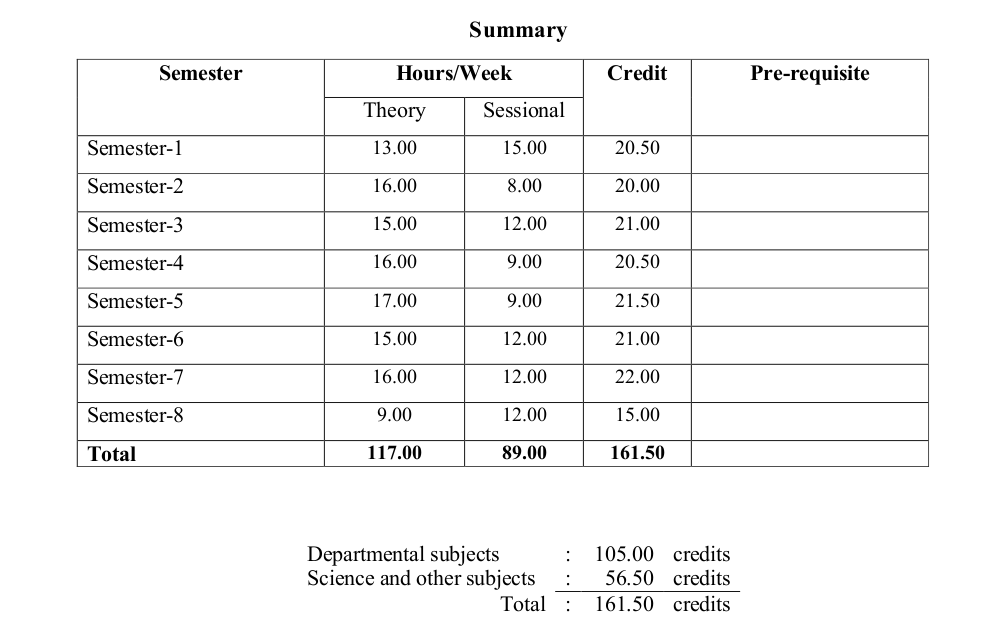 Summary
Semester Hours/Week Credit Pre-requisite
Theory Sessional
Semester-1 13.00 15.00 20.50
Semester-2 16.00 8.00 20.00
Semester-3 15.00 12.00 21.00
Semester-4 16.00 9.00 20.50
Semester-5 17.00 9.00 21.50
Semester-6 15.00 12.00 21.00
Semester-7 16.00 12.00 22.00
Semester-8 9.00 12.00 15.00
Total 117.00 89.00 161.50
Departmental subjects : 105.00 credits
Science and other subjects : 56.50 credits
Total : 161.50 credits